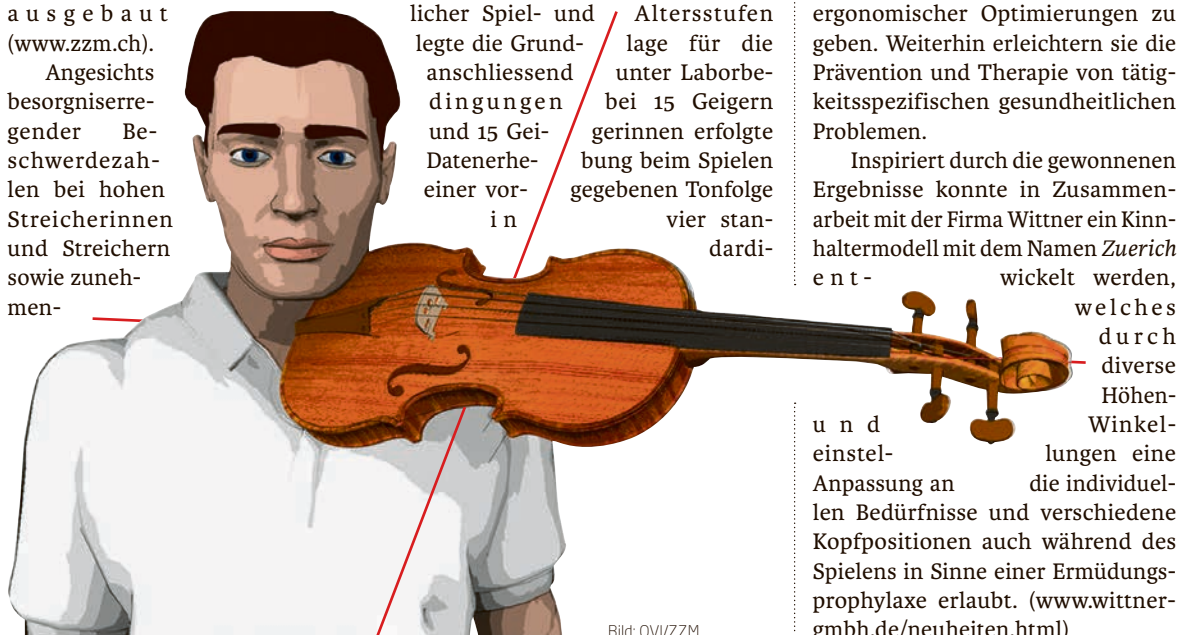 ausgebaut
(www.zzm.ch).
Angesichts
besorgniserre-
gender Be-
schwerdezah-
len bei hohen
Streicherinnen
und Streichern
sowie zuneh-
men-
licher Spiel- und Altersstufen
legte die Grund- lage für die
anschliessend unter Laborbe-
dingungen bei 15 Geigern
und 15 Gei- gerinnen erfolgte
Datenerhe- bung beim Spielen
einer vor- gegebenen Tonfolge
in vier stan-
dardi-
Bild: OVI/ZZM
ergonomischer Optimierungen zu
geben. Weiterhin erleichtern sie die
Prävention und Therapie von tätig-
keitsspezifischen gesundheitlichen
Problemen.
Inspiriert durch die gewonnenen
Ergebnisse konnte in Zusammen-
arbeit mit der Firma Wittner ein Kinn-
haltermodell mit dem Namen Zuerich
ent- wickelt werden,
welches
durch
diverse
Höhen-
und Winkel-
einstel- lungen eine
Anpassung an die individuel-
len Bedürfnisse und verschiedene
Kopfpositionen auch während des
Spielens in Sinne einer Ermüdungs-
prophylaxe erlaubt. (www.wittner-
gmbh.de/neuheiten.html)